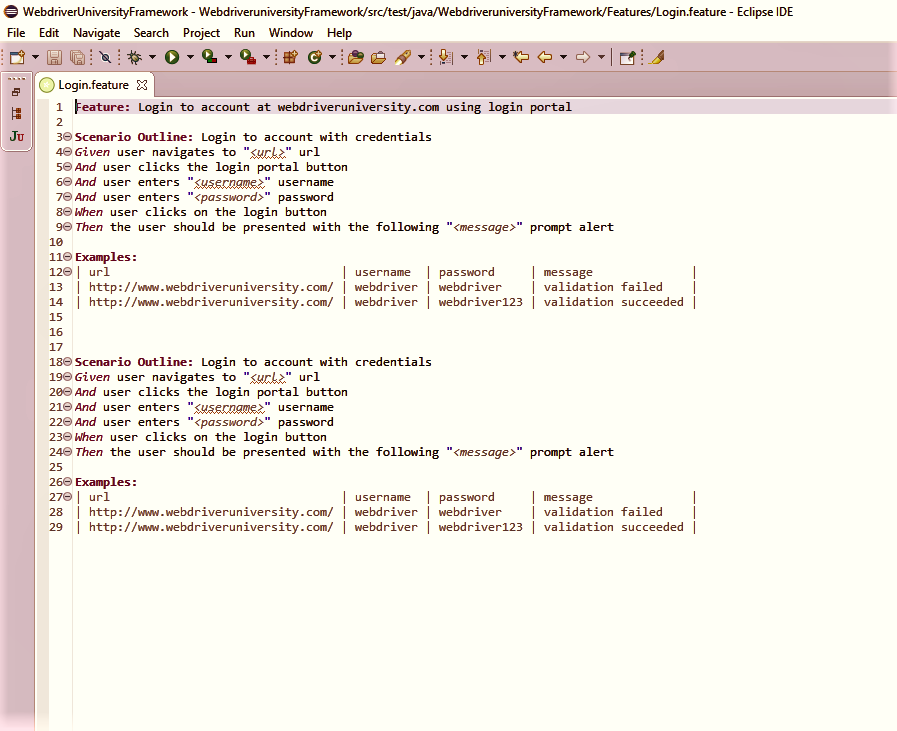 WebdriverUniversityFramework - WebdriveruniversityFramework/src/test/java/WebdriveruniversityFramework/Features/Login.feature - Eclipse IDE
File Edit Navigate Search Project Run Window Help
Login.feature
JU
1 Feature: Login to account at webdriveruniversity.com using login portal
2
3 Scenario Outline: Login to account with credentials
4 Given user navigates to "<url>" url
5 And user clicks the login portal button
6 And user enters "<username>" username
7 And user enters "<password>" password
8 When user clicks on the login button
9 Then the user should be presented with the following "<message>" prompt alert
10
11 Examples:
12 | url | username | password | message |
13 | http://www.webdriveruniversity.com/ | webdriver | webdriver | validation failed |
14 | http://www.webdriveruniversity.com/ | webdriver | webdriver123 | validation succeeded |
15
16
17
18 Scenario Outline: Login to account with credentials
19 Given user navigates to "<url>" url
20 And user clicks the login portal button
21 And user enters "<username>" username
22 And user enters "<password>" password
23 When user clicks on the login button
24 Then the user should be presented with the following "<message>" prompt alert
25
26 Examples:
27 | url | username | password | message |
28 | http://www.webdriveruniversity.com/ | webdriver | webdriver | validation failed |
29 | http://www.webdriveruniversity.com/ | webdriver | webdriver123 | validation succeeded |